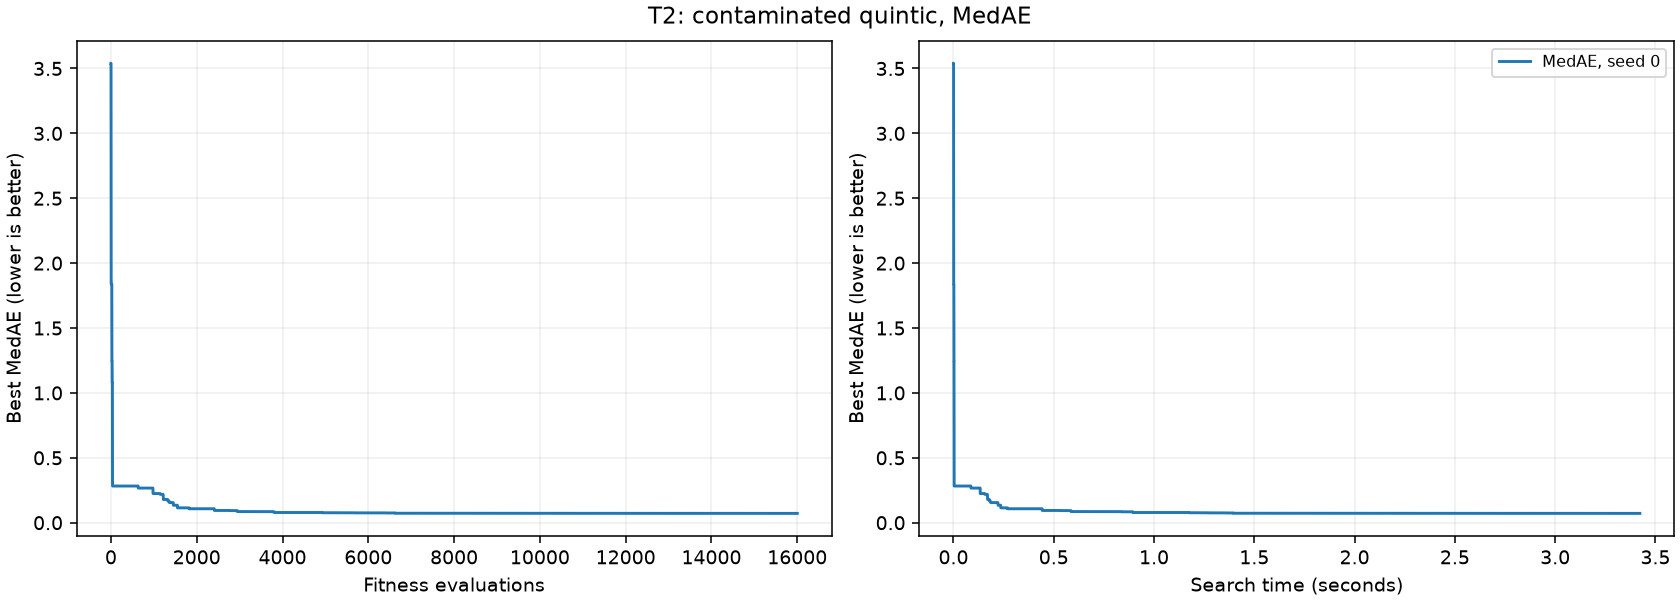 T2: contaminated quintic, MedAE
Best MedAE (lower is better)
3.5
3.0
2.5
2.0
1.5
1.0
0.5
0.0
0 2000 4000 6000 8000 10000 12000 14000 16000
Fitness evaluations
MedAE, seed 0
Best MedAE (lower is better)
3.5
3.0
2.5
2.0
1.5
1.0
0.5
0.0
0.0 0.5 1.0 1.5 2.0 2.5 3.0 3.5
Search time (seconds)